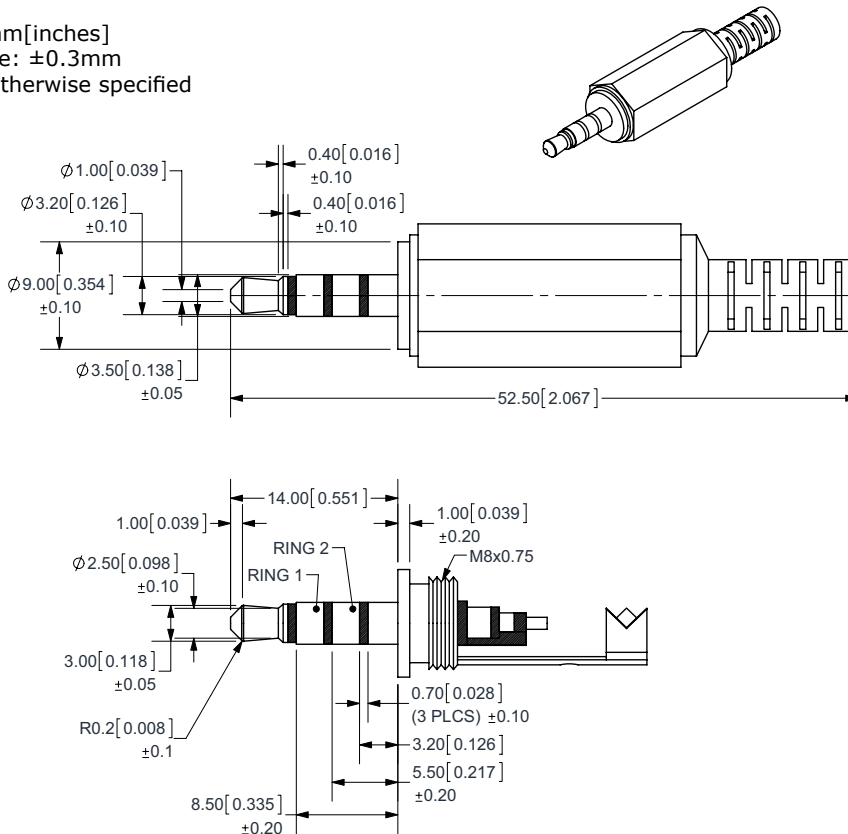 m[inches]
e: ±0.3mm
therwise specified
0.40[0.016]
±0.10
Ø1.00[0.039]
0.40[0.016]
±0.10
Ø3.20[0.126]
±0.10
Ø9.00[0.354]
±0.10
Ø3.50[0.138]
±0.05
52.50[2.067]
14.00[0.551]
1.00[0.039]
1.00[0.039]
±0.20
M8x0.75
RING 2
RING 1
Ø2.50[0.098]
±0.10
3.00[0.118]
±0.05
R0.2[0.008]
±0.1
0.70[0.028]
(3 PLCS) ±0.10
3.20[0.126]
5.50[0.217]
±0.20
8.50[0.335]
±0.20